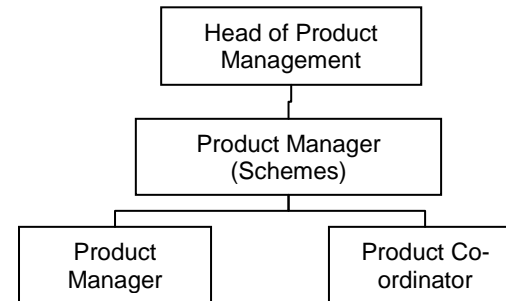 Head of Product
Management
Product Manager
(Schemes)
Product
Manager
Product Co-
ordinator